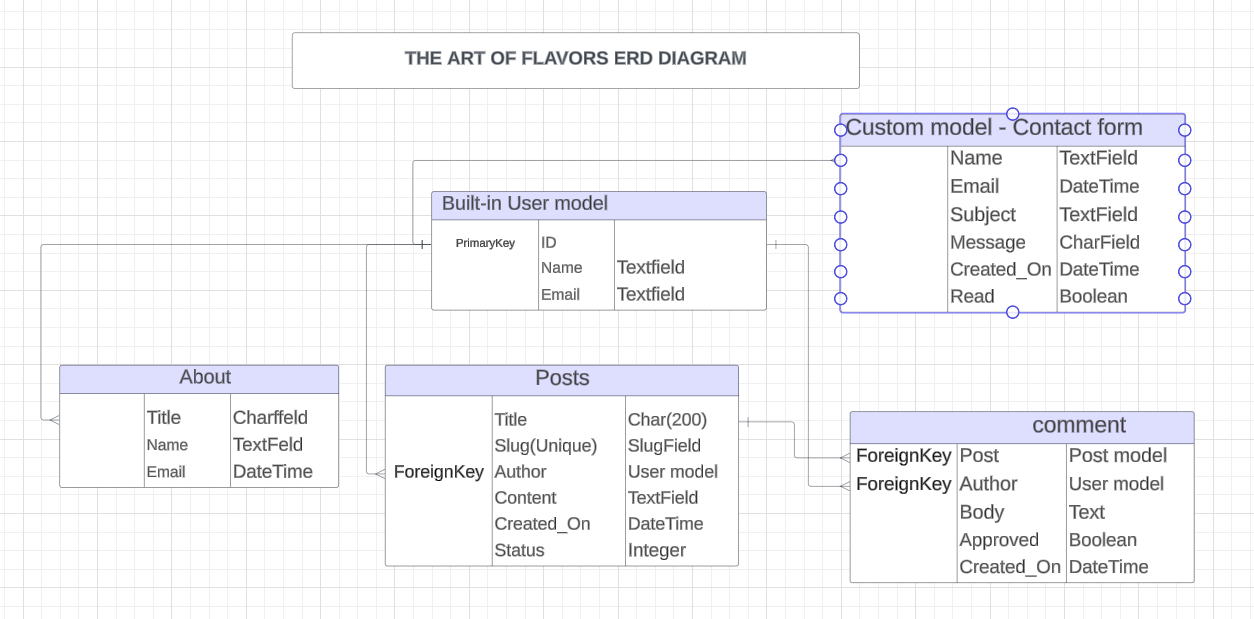 THE ART OF FLAVORS ERD DIAGRAM
Custom model - Contact form
Name TextField
Email DateTime
Subject TextField
Message CharField
Created_On DateTime
Read Boolean
Built-in User model
PrimaryKey ID
Name Textfield
Email Textfield
About
Title Charffeld
Name TextFeld
Email DateTime
Posts
Title Char(200)
Slug(Unique) SlugField
ForeignKey Author User model
Content TextField
Created_On DateTime
Status Integer
comment
ForeignKey Post Post model
ForeignKey Author User model
Body Text
Approved Boolean
Created_On DateTime